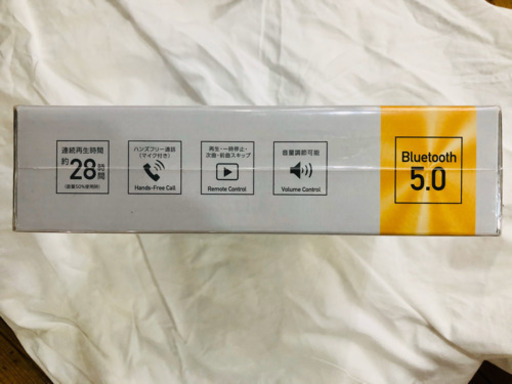 連続再生時間
約28時間
(音量50%使用時)
ハンズフリー通話
(マイク付き)
Hands-Free Call
再生・一時停止・
次曲・前曲スキップ
Remote Control
音量調節可能
Volume Control
Bluetooth
5.0